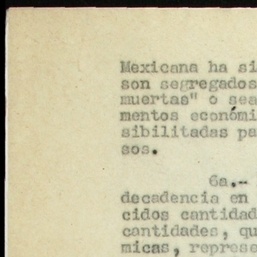 Mexicana ha si
son segregados
muertas" o sea
mentos económi
sibilitadas pa
sos.
6a.-
decadencia en
cidos cantidad
cantidades, qu
micas, represe